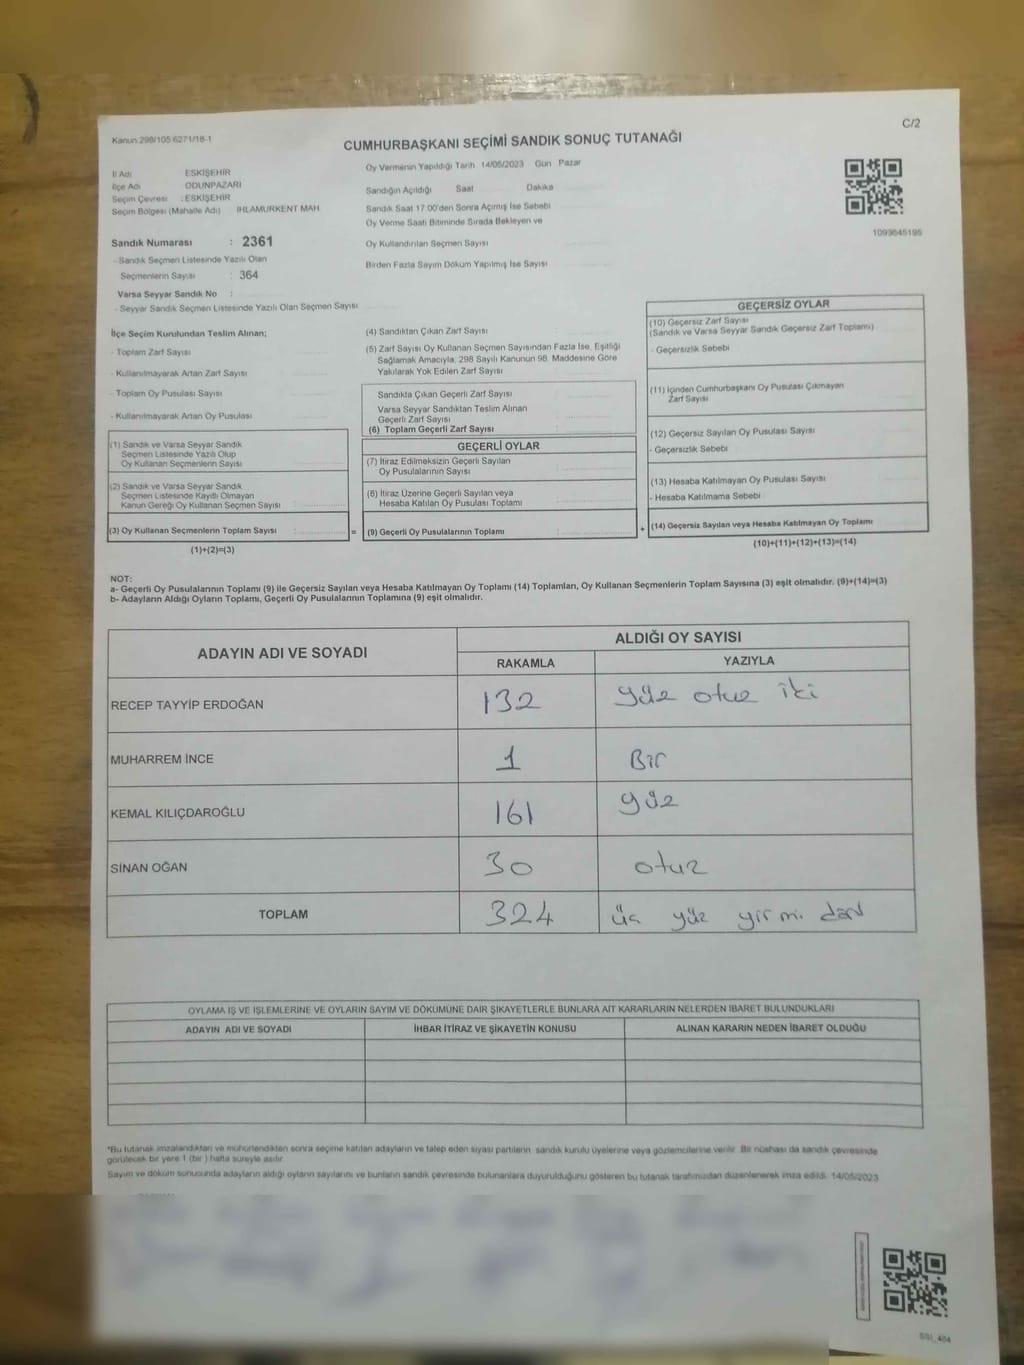 C/2
Kanun 298/105 6271/18-1
CUMHURBAŞKANI SEÇİMİ SANDIK SONUÇ TUTANAĞI
İl Adı ESKİŞEHİR
İlçe Adı ODUNPAZARI
Seçim Çevresi : ESKİŞEHİR
Seçim Bölgesi (Mahalle Adı) IHLAMURKENT MAH.
Sandık Numarası : 2361
- Sandık Seçmen Listesinde Yazılı Olan
Seçmenlerin Sayısı : 364
Varsa Seyyar Sandık No :
- Seyyar Sandık Seçmen Listesinde Yazılı Olan Seçmen Sayısı
Oy Vermenin Yapıldığı Tarih 14/05/2023 Gün Pazar
Sandığın Açıldığı Saat Dakika
Sandık Saat 17.00'den Sonra Açımış İse Sebebi
Oy Verme Saati Bitiminde Sırada Bekleyen ve
Oy Kullandırılan Seçmen Sayısı
Birden Fazla Sayım Döküm Yapılmış İse Sayısı
1093645195
İlçe Seçim Kurulundan Teslim Alınan;
- Toplam Zarf Sayısı
- Kullanılmayarak Artan Zarf Sayısı
- Toplam Oy Pusulası Sayısı
- Kullanılmayarak Artan Oy Pusulası
(1) Sandık ve Varsa Seyyar Sandık
Seçmen Listesinde Yazılı Olup
Oy Kullanan Seçmenlerin Sayısı
(2) Sandık ve Varsa Seyyar Sandık
Seçmen Listesinde Kayıtlı Olmayan
Kanun Gereği Oy Kullanan Seçmen Sayısı
(3) Oy Kullanan Seçmenlerin Toplam Sayısı
(1)+(2)=(3)
(4) Sandıktan Çıkan Zarf Sayısı
(5) Zarf Sayısı Oy Kullanan Seçmen Sayısından Fazla İse, Eşitliği
Sağlamak Amacıyla, 298 Sayılı Kanunun 98. Maddesine Göre
Yakılarak Yok Edilen Zarf Sayısı
Sandıkta Çıkan Geçerli Zarf Sayısı
Varsa Seyyar Sandıktan Teslim Alınan
Geçerli Zarf Sayısı
(6) Toplam Geçerli Zarf Sayısı
GEÇERLİ OYLAR
(7) İtiraz Edilmeksizin Geçerli Sayılan
Oy Pusulalarının Sayısı
(8) İtiraz Üzerine Geçerli Sayılan veya
Hesaba Katılan Oy Pusulası Toplamı
= (9) Geçerli Oy Pusulalarının Toplamı +
GEÇERSİZ OYLAR
(10) Geçersiz Zarf Sayısı
(Sandık ve Varsa Seyyar Sandık Geçersiz Zarf Toplamı)
- Geçersizlik Sebebi
(11) İçinden Cumhurbaşkanı Oy Pusulası Çıkmayan
Zarf Sayısı
(12) Geçersiz Sayılan Oy Pusulası Sayısı
- Geçersizlik Sebebi
(13) Hesaba Katılmayan Oy Pusulası Sayısı
- Hesaba Katılmama Sebebi
(14) Geçersiz Sayılan veya Hesaba Katılmayan Oy Toplamı
(10)+(11)+(12)+(13)=(14)
NOT:
a- Geçerli Oy Pusulalarının Toplamı (9) ile Geçersiz Sayılan veya Hesaba Katılmayan Oy Toplamı (14) Toplamları, Oy Kullanan Seçmenlerin Toplam Sayısına (3) eşit olmalıdır. (9)+(14)=(3)
b- Adayların Aldığı Oyların Toplamı, Geçerli Oy Pusulalarının Toplamına (9) eşit olmalıdır.
ADAYIN ADI VE SOYADI ALDIĞI OY SAYISI
RAKAMLA YAZIYLA
RECEP TAYYİP ERDOĞAN 132 Yüz otuz iki
MUHARREM İNCE 1 Bir
KEMAL KILIÇDAROĞLU 161 yüz
SİNAN OĞAN 30 otuz
TOPLAM 324 üç yüz yirmi dört
OYLAMA İŞ VE İŞLEMLERİNE VE OYLARIN SAYIM VE DÖKÜMÜNE DAİR ŞİKAYETLERLE BUNLARA AİT KARARLARIN NELERDEN İBARET BULUNDUKLARI
ADAYIN ADI VE SOYADI İHBAR İTİRAZ VE ŞİKAYETİN KONUSU ALINAN KARARIN NEDEN İBARET OLDUĞU
*Bu tutanak imzalandıktan ve mühürlendikten sonra seçime katılan adayların ve talep eden siyasi partilerin sandık kurulu üyelerine veya gözlemcilerine verilir. Bir nüshası da sandık çevresinde
görülecek bir yere 1 (bir) hafta süreyle asılır.
Sayım ve döküm sonucunda adayların aldığı oyların sayılarını ve bunların sandık çevresinde bulunanlara duyurulduğunu gösteren bu tutanak tarafımızdan düzenlenerek imza edildi. 14/05/2023